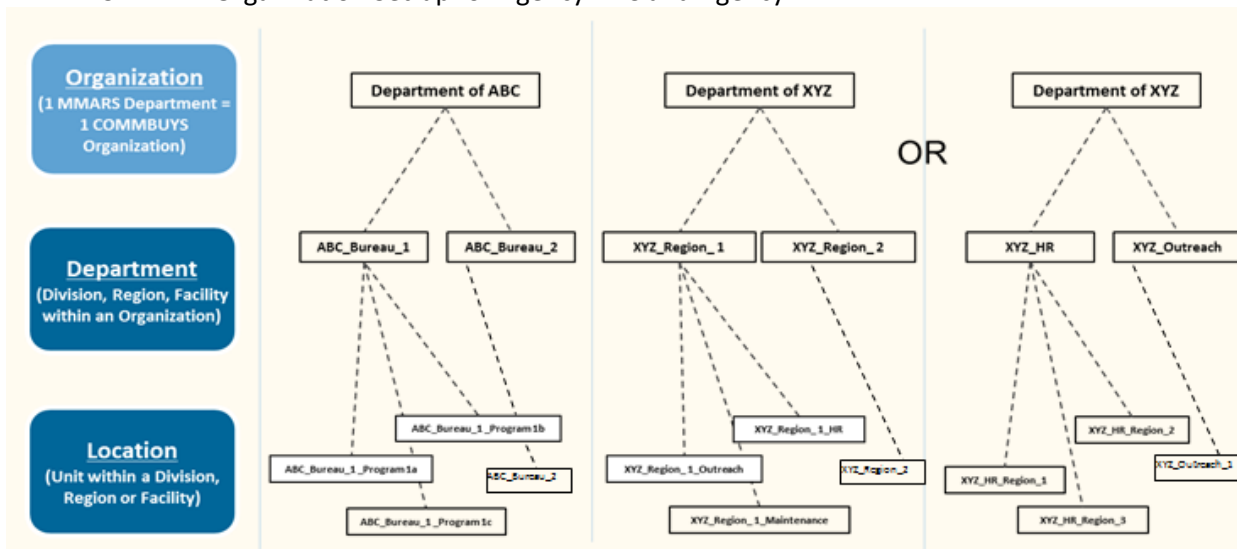 Organization
(1 MMARS Department =
1 COMMBUYS
Organization)
Department of ABC
Department of XYZ
OR
Department of XYZ
Department
(Division, Region, Facility
within an Organization)
ABC_Bureau_1
ABC_Bureau_2
XYZ_Region_1
XYZ_Region_2
XYZ_HR
XYZ_Outreach
Location
(Unit within a Division,
Region or Facility)
ABC_Bureau_1_Program1b
ABC_Bureau_1_Program1a
ABC_Bureau_2
ABC_Bureau_1_Program1c
XYZ_Region_1_HR
XYZ_Region_1_Outreach
XYZ_Region_2
XYZ_Region_1_Maintenance
XYZ_HR_Region_2
XYZ_Outreach_1
XYZ_HR_Region_1
XYZ_HR_Region_3